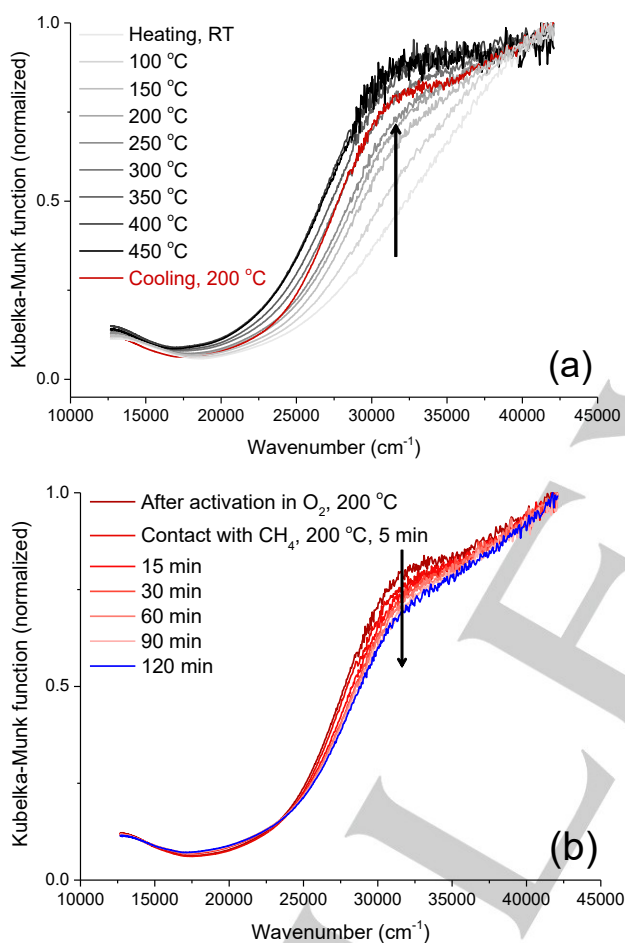 Kubelka-Munk function (normalized)
1.0
0.5
0.0
Heating, RT
100 °C
150 °C
200 °C
250 °C
300 °C
350 °C
400 °C
450 °C
Cooling, 200 °C
(a)
10000 15000 20000 25000 30000 35000 40000 45000
Wavenumber (cm⁻¹)
Kubelka-Munk function (normalized)
1.0
0.5
0.0
After activation in O₂, 200 °C
Contact with CH₄, 200 °C, 5 min
15 min
30 min
60 min
90 min
120 min
(b)
10000 15000 20000 25000 30000 35000 40000 45000
Wavenumber (cm⁻¹)